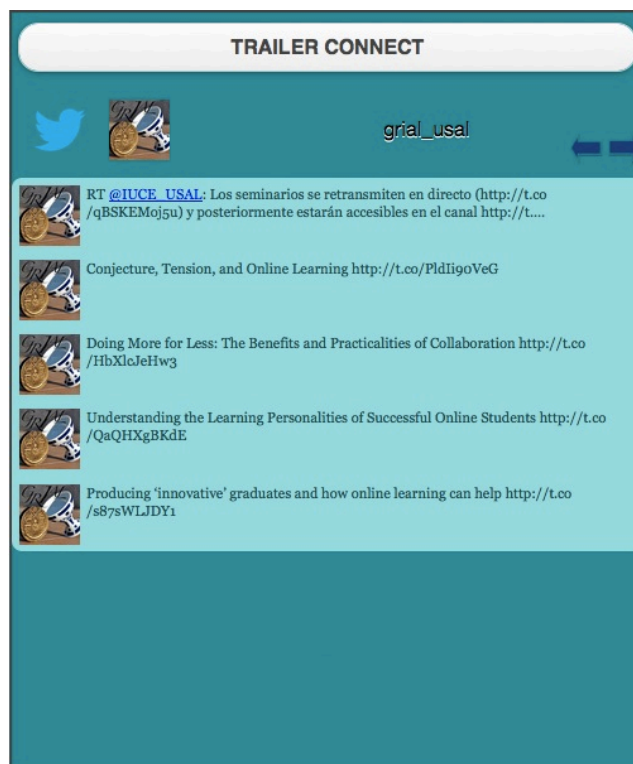 TRAILER CONNECT
grial_usal
RT @IUCE_USAL: Los seminarios se retransmiten en directo (http://t.co
/qBSKEMoj5u) y posteriormente estarán accesibles en el canal http://t....
Conjecture, Tension, and Online Learning http://t.co/PldIi90VeG
Doing More for Less: The Benefits and Practicalities of Collaboration http://t.co
/HbXlcJeHw3
Understanding the Learning Personalities of Successful Online Students http://t.co
/QaQHXgBKdE
Producing ‘innovative’ graduates and how online learning can help http://t.co
/s87sWLJDY1